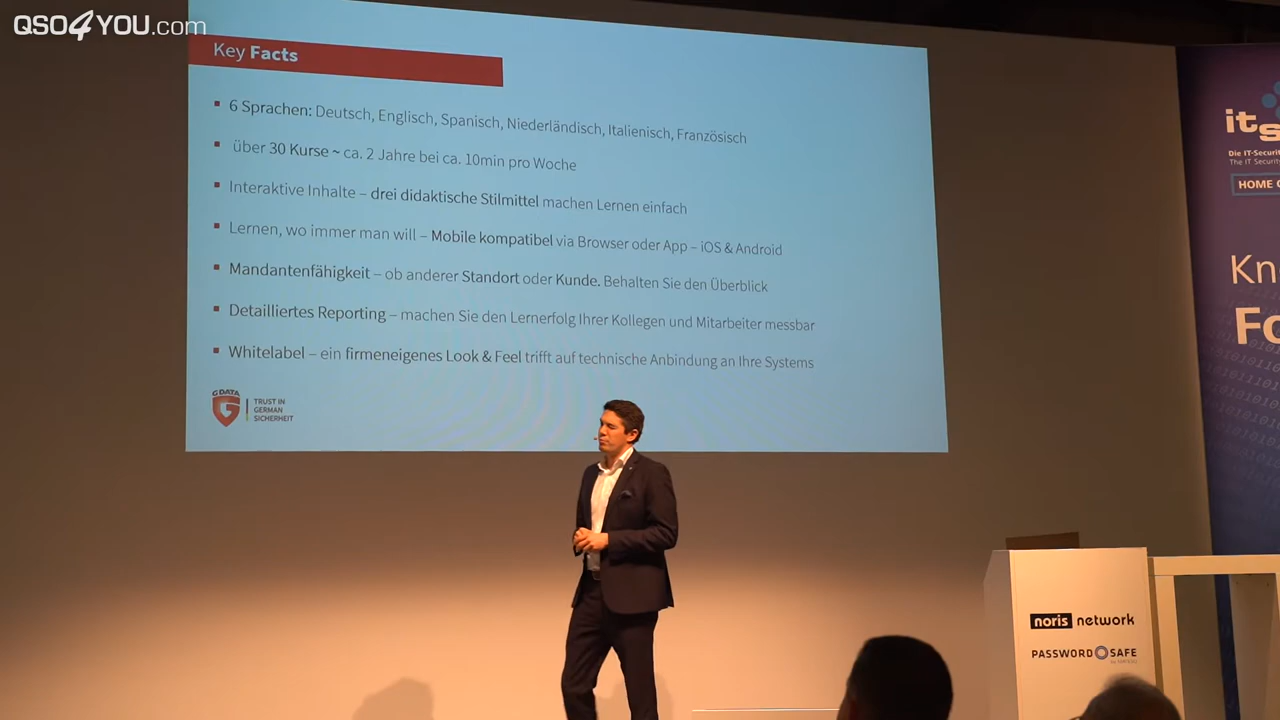 QSO4YOU.com
Key Facts
6 Sprachen: Deutsch, Englisch, Spanisch, Niederländisch, Italienisch, Französisch
über 30 Kurse ~ ca. 2 Jahre bei ca. 10min pro Woche
Interaktive Inhalte – drei didaktische Stilmittel machen Lernen einfach
Lernen, wo immer man will – Mobile kompatibel via Browser oder App – iOS & Android
Mandantenfähigkeit – ob anderer Standort oder Kunde. Behalten Sie den Überblick
Detailliertes Reporting – machen Sie den Lernerfolg Ihrer Kollegen und Mitarbeiter messbar
Whitelabel – ein firmeneigenes Look & Feel trifft auf technische Anbindung an Ihre Systems
G DATA
TRUST IN
GERMAN
SICHERHEIT
it
Die IT-Securi
The IT Securit
HOME
Kn
Fo
noris network
PASSWORD SAFE